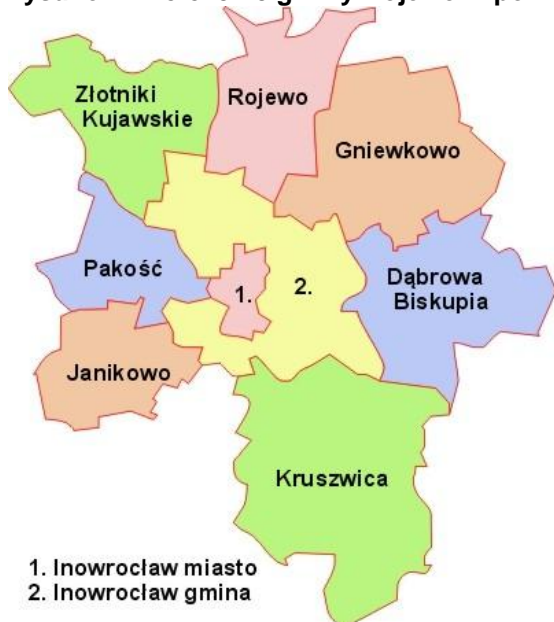 Złotniki
Kujawskie
Rojewo
Gniewkowo
Pakość
1.
2.
Dąbrowa
Biskupia
Janikowo
Kruszwica
1. Inowrocław miasto
2. Inowrocław gmina